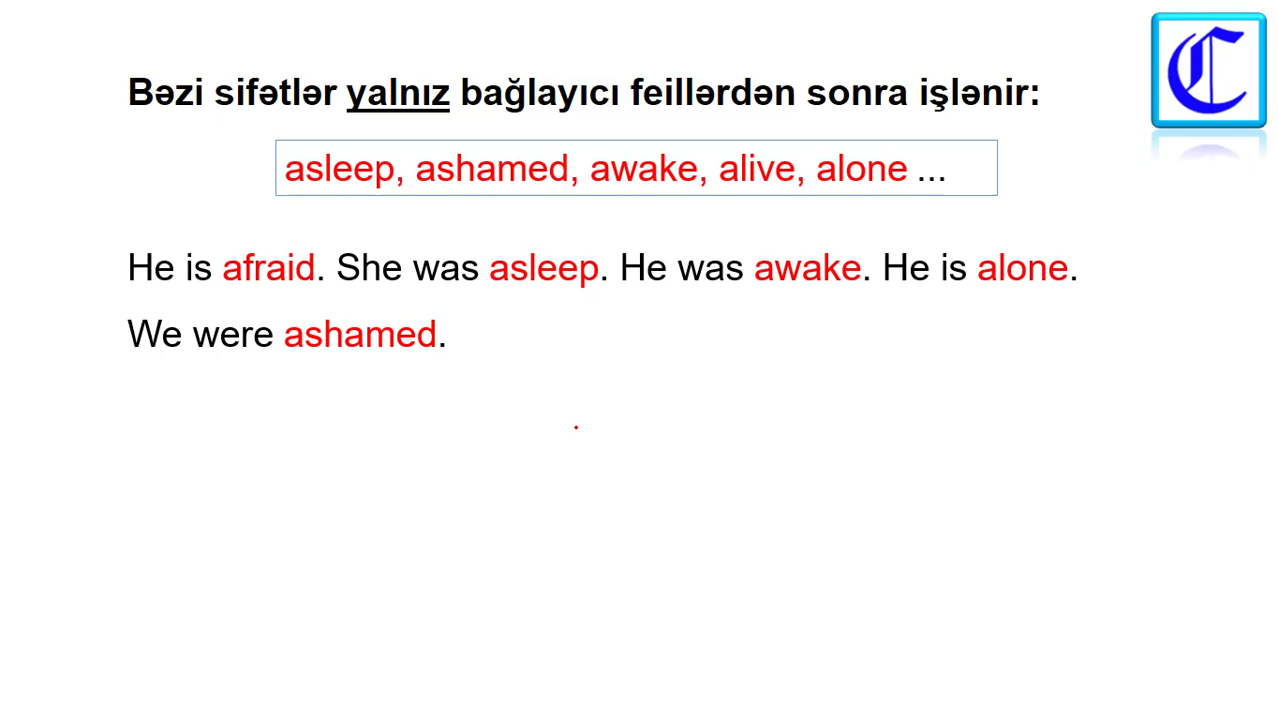 Bəzi sifətlər yalnız bağlayıcı feillərdən sonra işlənir:
asleep, ashamed, awake, alive, alone ...
He is afraid. She was asleep. He was awake. He is alone.
We were ashamed.
C